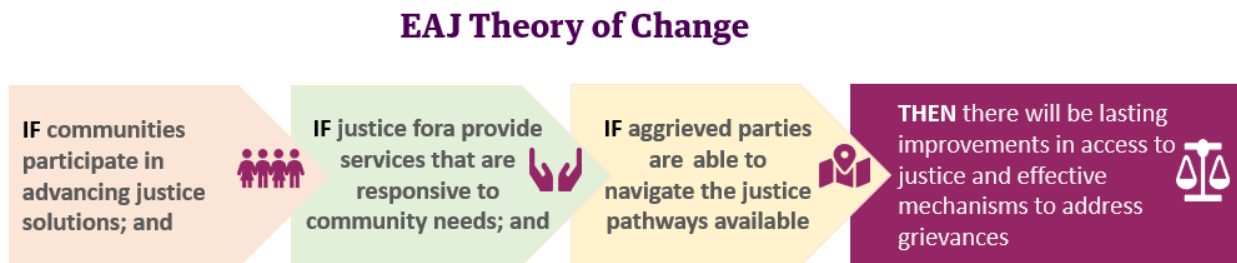 EAJ Theory of Change
IF communities
participate in
advancing justice
solutions; and
IF justice fora provide
services that are
responsive to
community needs; and
IF aggrieved parties
are able to
navigate the justice
pathways available
THEN there will be lasting
improvements in access to
justice and effective
mechanisms to address
grievances